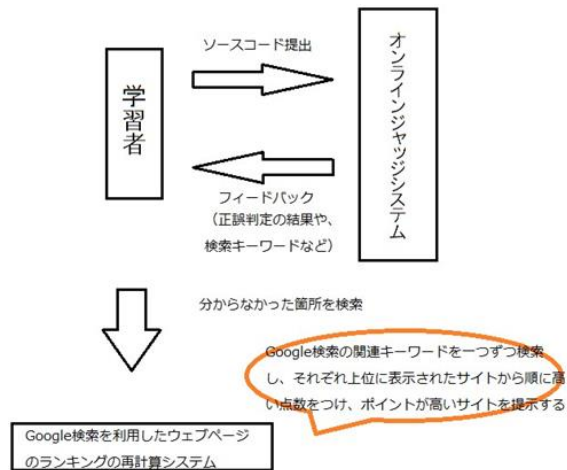 ソースコード提出
学習者
オンラインジャッジシステム
フィードバック
（正誤判定の結果や、
検索キーワードなど）
分からなかった箇所を検索
Google検索の関連キーワードを一つずつ検索
し、それぞれ上位に表示されたサイトから順に高
い点数をつけ、ポイントが高いサイトを提示する
Google検索を利用したウェブページ
のランキングの再計算システム